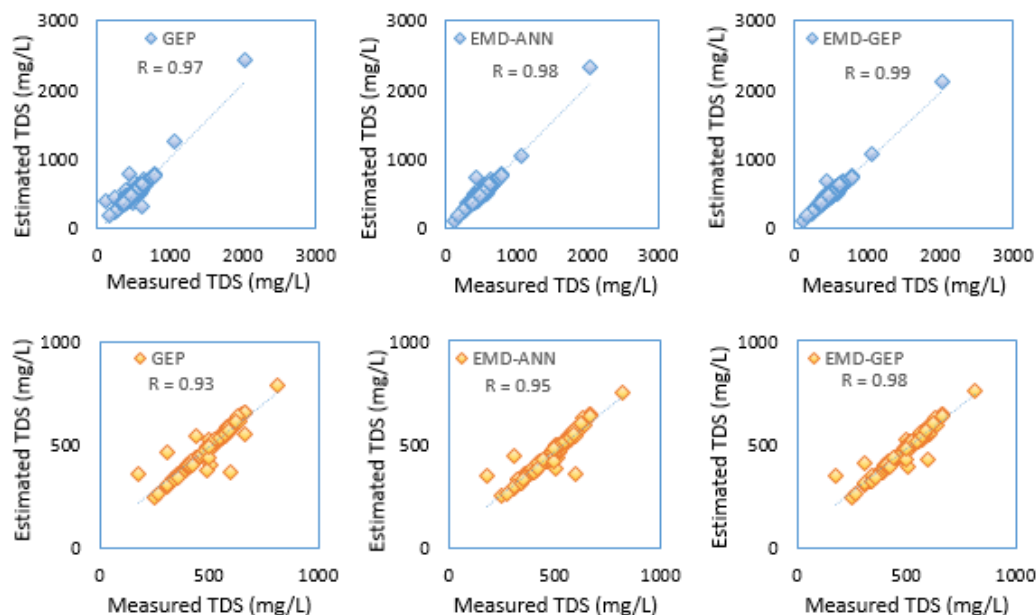 3000
2000
1000
0
Estimated TDS (mg/L)
GEP
R = 0.97
0 1000 2000 3000
Measured TDS (mg/L)
3000
2000
1000
0
Estimated TDS (mg/L)
EMD-ANN
R = 0.98
0 1000 2000 3000
Measured TDS (mg/L)
3000
2000
1000
0
Estimated TDS (mg/L)
EMD-GEP
R = 0.99
0 1000 2000 3000
Measured TDS (mg/L)
1000
500
0
Estimated TDS (mg/L)
GEP
R = 0.93
0 500 1000
Measured TDS (mg/L)
1000
500
0
Estimated TDS (mg/L)
EMD-ANN
R = 0.95
0 500 1000
Measured TDS (mg/L)
1000
500
0
Estimated TDS (mg/L)
EMD-GEP
R = 0.98
0 500 1000
Measured TDS (mg/L)